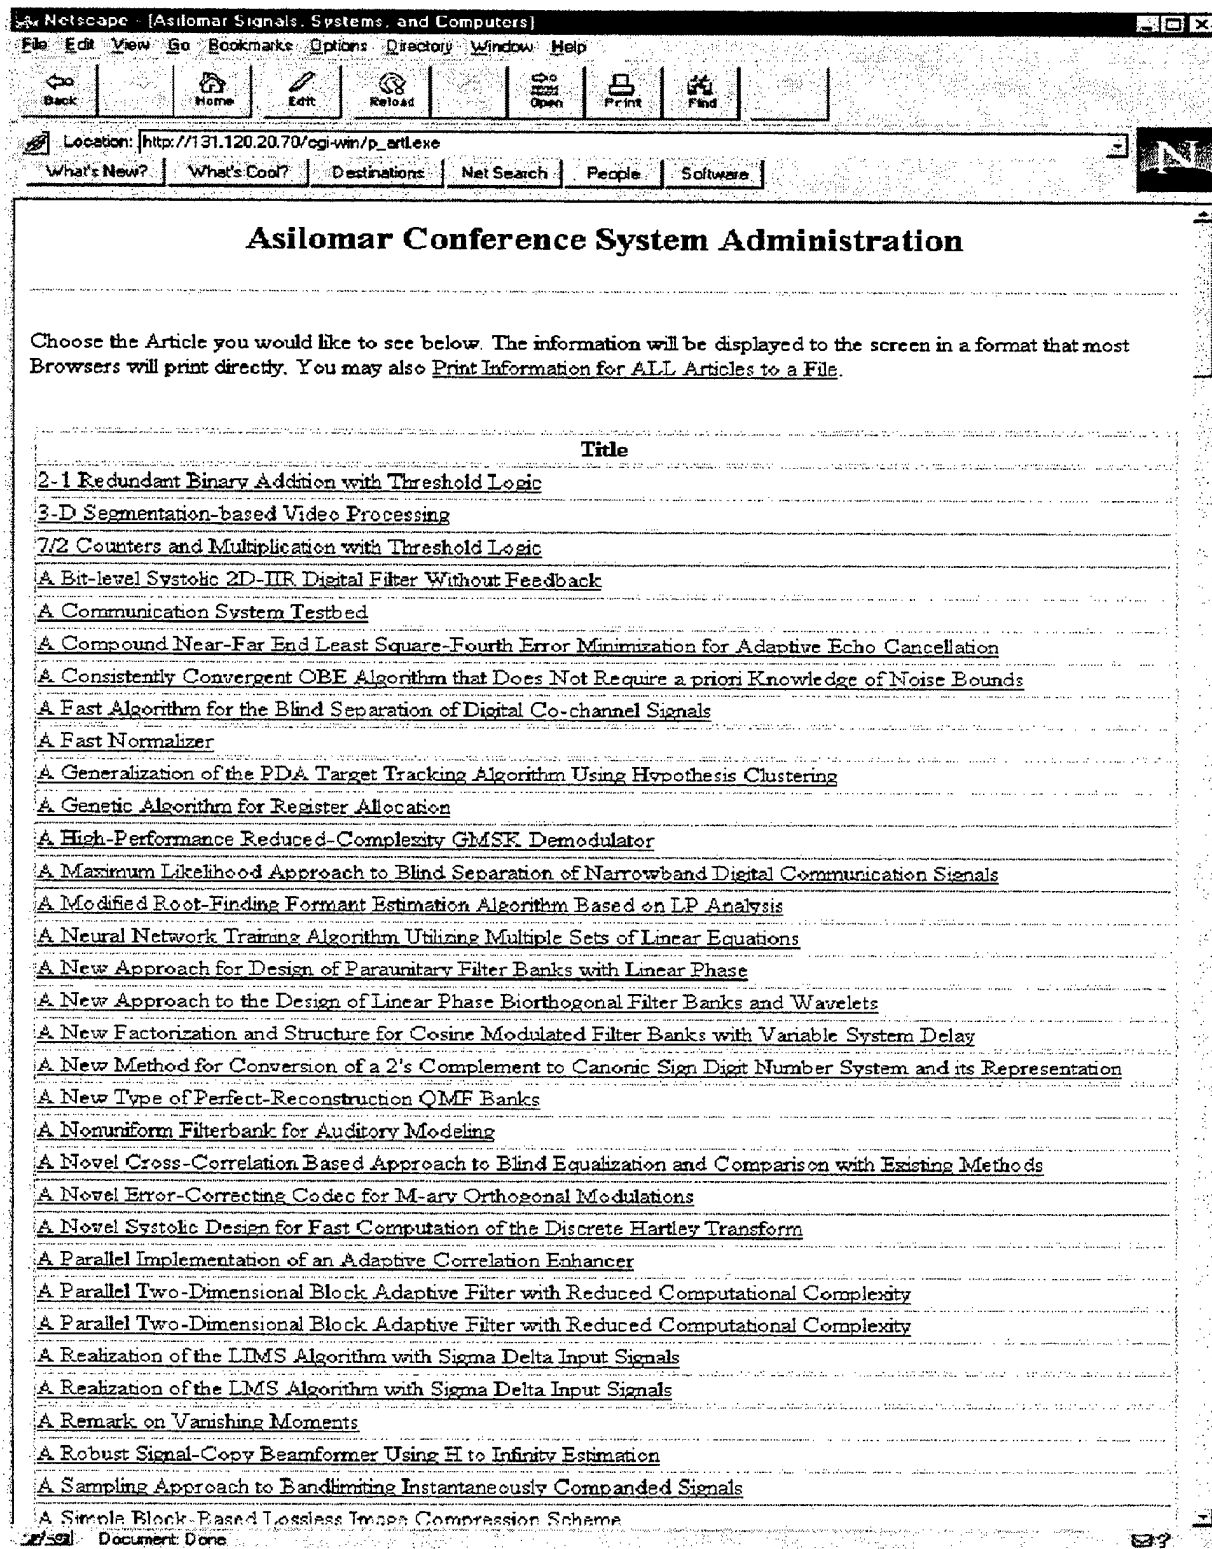 Netscape - [Asilomar Signals, Systems, and Computers]
File Edit View Go Bookmarks Options Directory Window Help
Back Home Edit Reload Open Print Find
Location: http://131.120.20.70/cgi-win/p_artl.exe
What's New? What's Cool? Destinations Net Search People Software
N
Asilomar Conference System Administration
Choose the Article you would like to see below. The information will be displayed to the screen in a format that most
Browsers will print directly. You may also Print Information for ALL Articles to a File.
Title
2-1 Redundant Binary Addition with Threshold Logic
3-D Segmentation-based Video Processing
7/2 Counters and Multiplication with Threshold Logic
A Bit-level Systolic 2D-IIR Digital Filter Without Feedback
A Communication System Testbed
A Compound Near-Far End Least Square-Fourth Error Minimization for Adaptive Echo Cancellation
A Consistently Convergent OBE Algorithm that Does Not Require a priori Knowledge of Noise Bounds
A Fast Algorithm for the Blind Separation of Digital Co-channel Signals
A Fast Normalizer
A Generalization of the PDA Target Tracking Algorithm Using Hypothesis Clustering
A Genetic Algorithm for Register Allocation
A High-Performance Reduced-Complexity GMSK Demodulator
A Maximum Likelihood Approach to Blind Separation of Narrowband Digital Communication Signals
A Modified Root-Finding Formant Estimation Algorithm Based on LP Analysis
A Neural Network Training Algorithm Utilizing Multiple Sets of Linear Equations
A New Approach for Design of Paraunitary Filter Banks with Linear Phase
A New Approach to the Design of Linear Phase Biorthogonal Filter Banks and Wavelets
A New Factorization and Structure for Cosine Modulated Filter Banks with Variable System Delay
A New Method for Conversion of a 2's Complement to Canonic Sign Digit Number System and its Representation
A New Type of Perfect-Reconstruction QMF Banks
A Nonuniform Filterbank for Auditory Modeling
A Novel Cross-Correlation Based Approach to Blind Equalization and Comparison with Existing Methods
A Novel Error-Correcting Codec for M-ary Orthogonal Modulations
A Novel Systolic Design for Fast Computation of the Discrete Hartley Transform
A Parallel Implementation of an Adaptive Correlation Enhancer
A Parallel Two-Dimensional Block Adaptive Filter with Reduced Computational Complexity
A Parallel Two-Dimensional Block Adaptive Filter with Reduced Computational Complexity
A Realization of the LIMS Algorithm with Sigma Delta Input Signals
A Realization of the LMS Algorithm with Sigma Delta Input Signals
A Remark on Vanishing Moments
A Robust Signal-Copy Beamformer Using H to Infinity Estimation
A Sampling Approach to Bandlimiting Instantaneously Companded Signals
A Simple Block-Based Lossless Image Compression Scheme
Document: Done